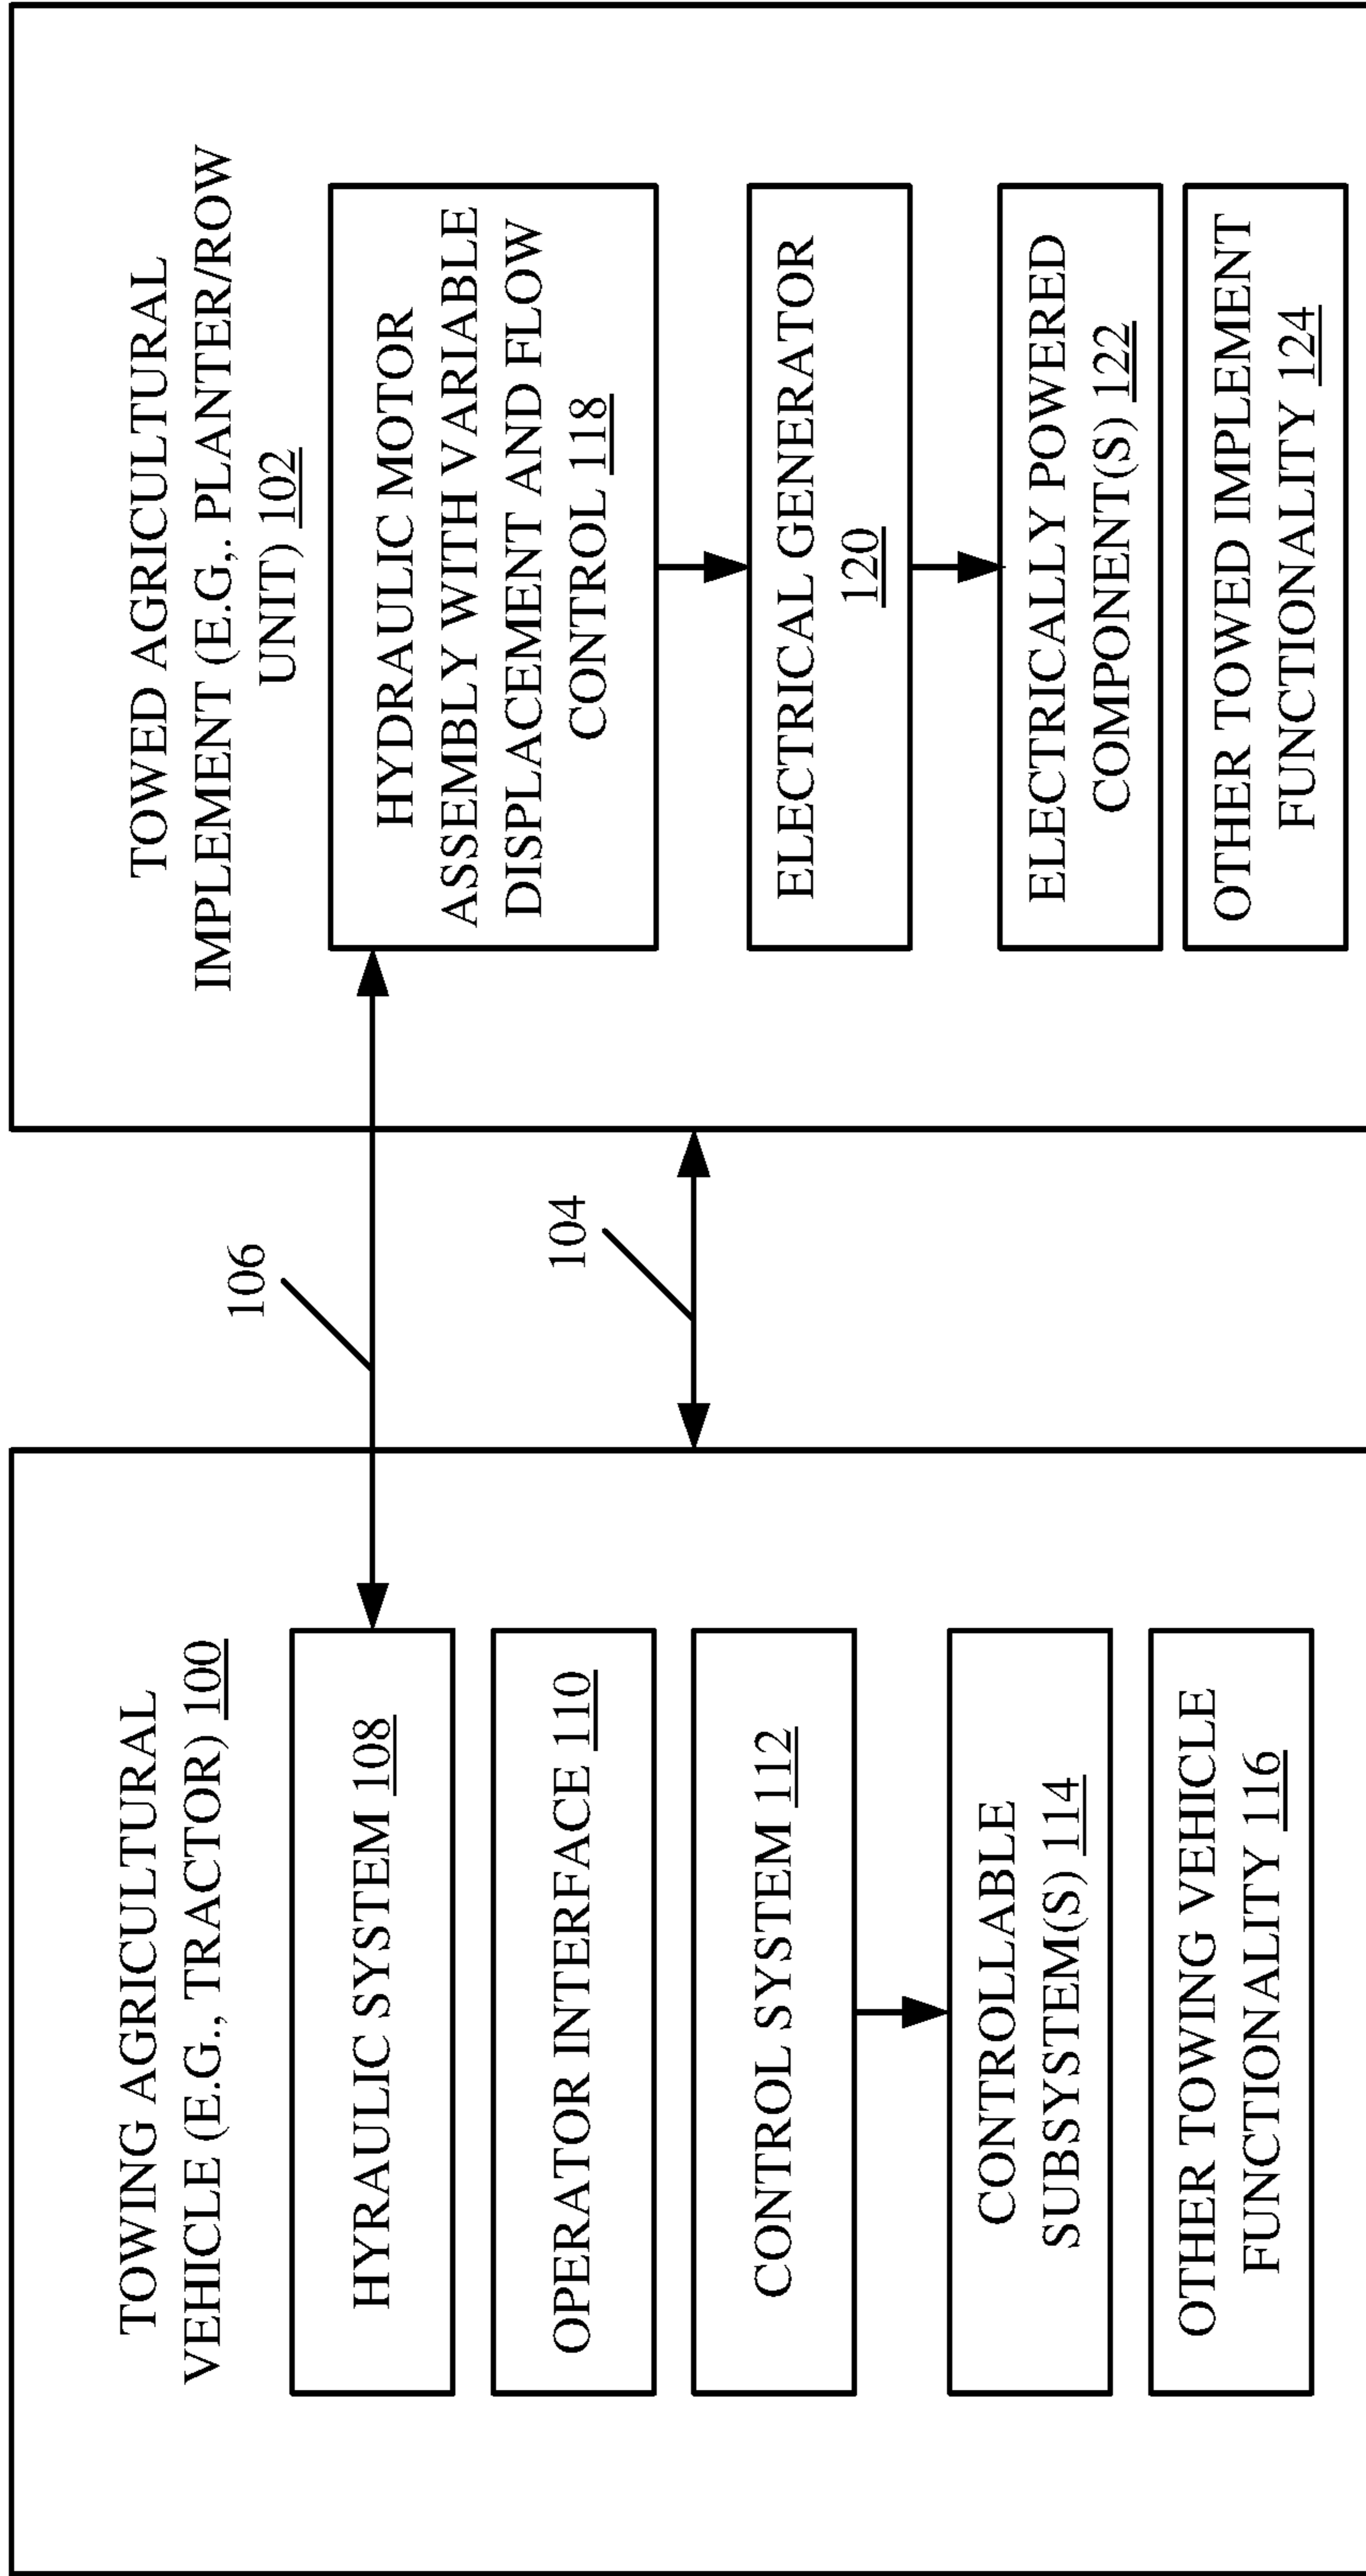 TOWING AGRICULTURAL
VEHICLE (E.G., TRACTOR) 100
HYRAULIC SYSTEM 108
OPERATOR INTERFACE 110
CONTROL SYSTEM 112
CONTROLLABLE
SUBSYSTEM(S) 114
OTHER TOWING VEHICLE
FUNCTIONALITY 116
106
104
TOWED AGRICULTURAL
IMPLEMENT (E.G,. PLANTER/ROW
UNIT) 102
HYDRAULIC MOTOR
ASSEMBLY WITH VARIABLE
DISPLACEMENT AND FLOW
CONTROL 118
ELECTRICAL GENERATOR
120
ELECTRICALLY POWERED
COMPONENT(S) 122
OTHER TOWED IMPLEMENT
FUNCTIONALITY 124